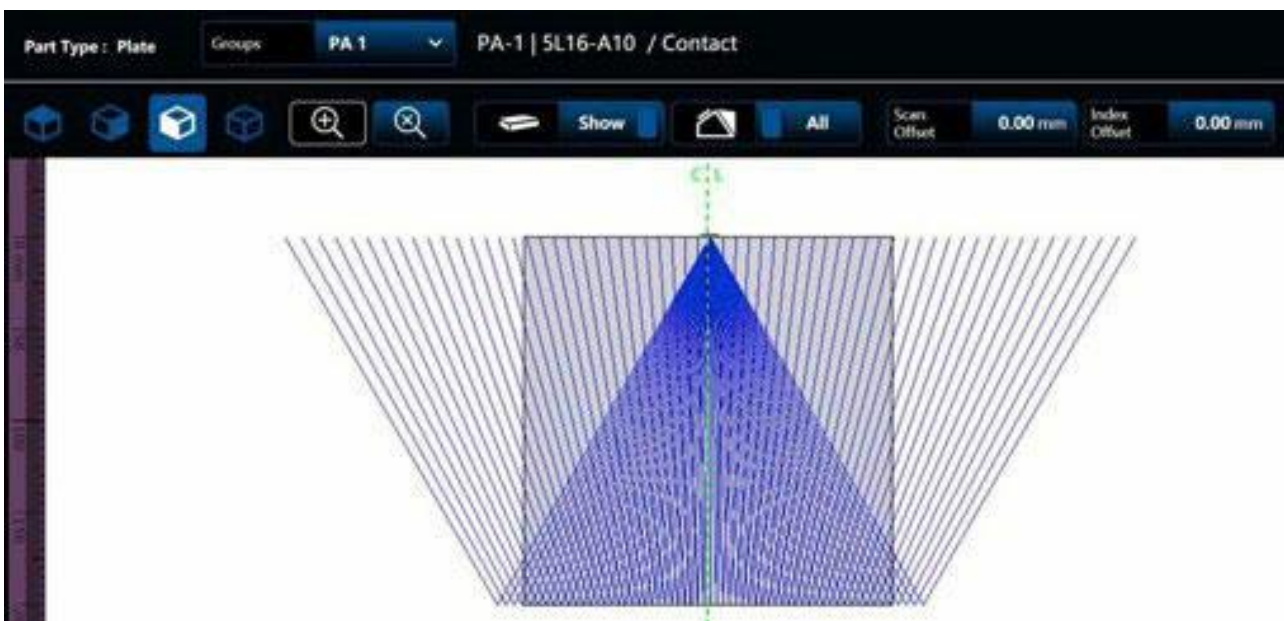 Part Type : Plate Groups PA 1 PA-1 | 5L16-A10 / Contact
Show All Scan Offset 0.00 mm Index Offset 0.00 mm
C L